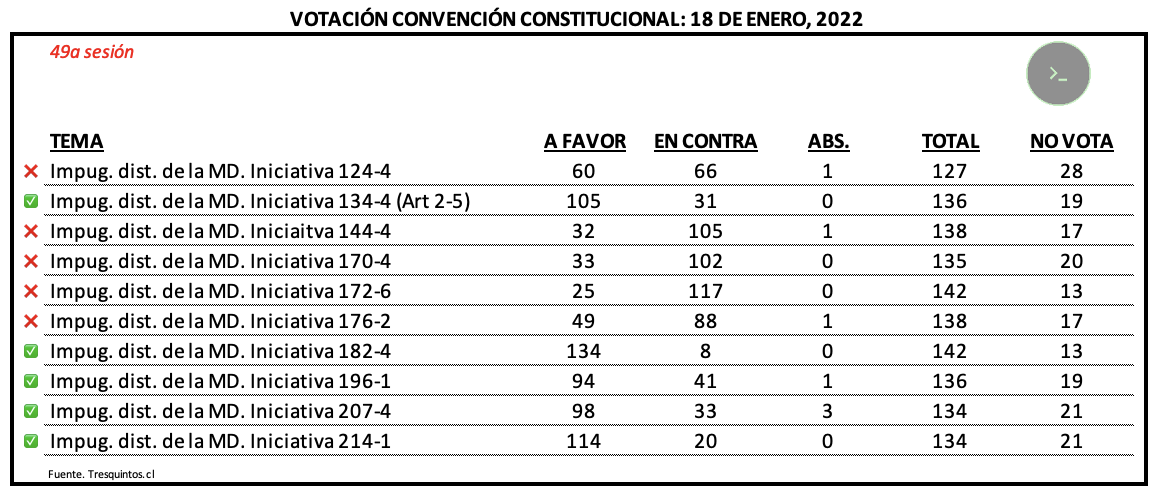 VOTACIÓN CONVENCIÓN CONSTITUCIONAL: 18 DE ENERO, 2022
49a sesión
>_
TEMA A FAVOR EN CONTRA ABS. TOTAL NO VOTA
❌ Impug. dist. de la MD. Iniciativa 124-4 60 66 1 127 28
✅ Impug. dist. de la MD. Iniciativa 134-4 (Art 2-5) 105 31 0 136 19
❌ Impug. dist. de la MD. Iniciaitva 144-4 32 105 1 138 17
❌ Impug. dist. de la MD. Iniciativa 170-4 33 102 0 135 20
❌ Impug. dist. de la MD. Iniciativa 172-6 25 117 0 142 13
❌ Impug. dist. de la MD. Iniciativa 176-2 49 88 1 138 17
✅ Impug. dist. de la MD. Iniciativa 182-4 134 8 0 142 13
✅ Impug. dist. de la MD. Iniciativa 196-1 94 41 1 136 19
✅ Impug. dist. de la MD. Iniciativa 207-4 98 33 3 134 21
✅ Impug. dist. de la MD. Iniciativa 214-1 114 20 0 134 21
Fuente. Tresquintos.cl